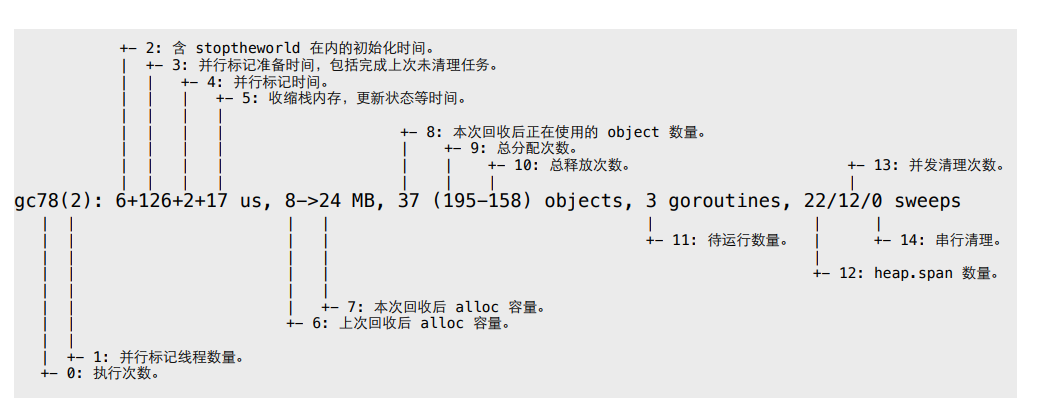 +− 2: 含 stoptheworld 在内的初始化时间。
| +− 3: 并行标记准备时间，包括完成上次未清理任务。
| | +− 4: 并行标记时间。
| | | +− 5: 收缩栈内存，更新状态等时间。
| | | |
| | | | +− 8: 本次回收后正在使用的 object 数量。
| | | | | +− 9: 总分配次数。
| | | | | | +− 10: 总释放次数。 +− 13: 并发清理次数。
| | | | | | | |
gc78(2): 6+126+2+17 us, 8->24 MB, 37 (195-158) objects, 3 goroutines, 22/12/0 sweeps
| | | | | | |
| | | | +− 11: 待运行数量。 | +− 14: 串行清理。
| | | | |
| | | | +− 12: heap.span 数量。
| | | |
| | | +− 7: 本次回收后 alloc 容量。
| | +− 6: 上次回收后 alloc 容量。
| |
| +− 1: 并行标记线程数量。
+− 0: 执行次数。